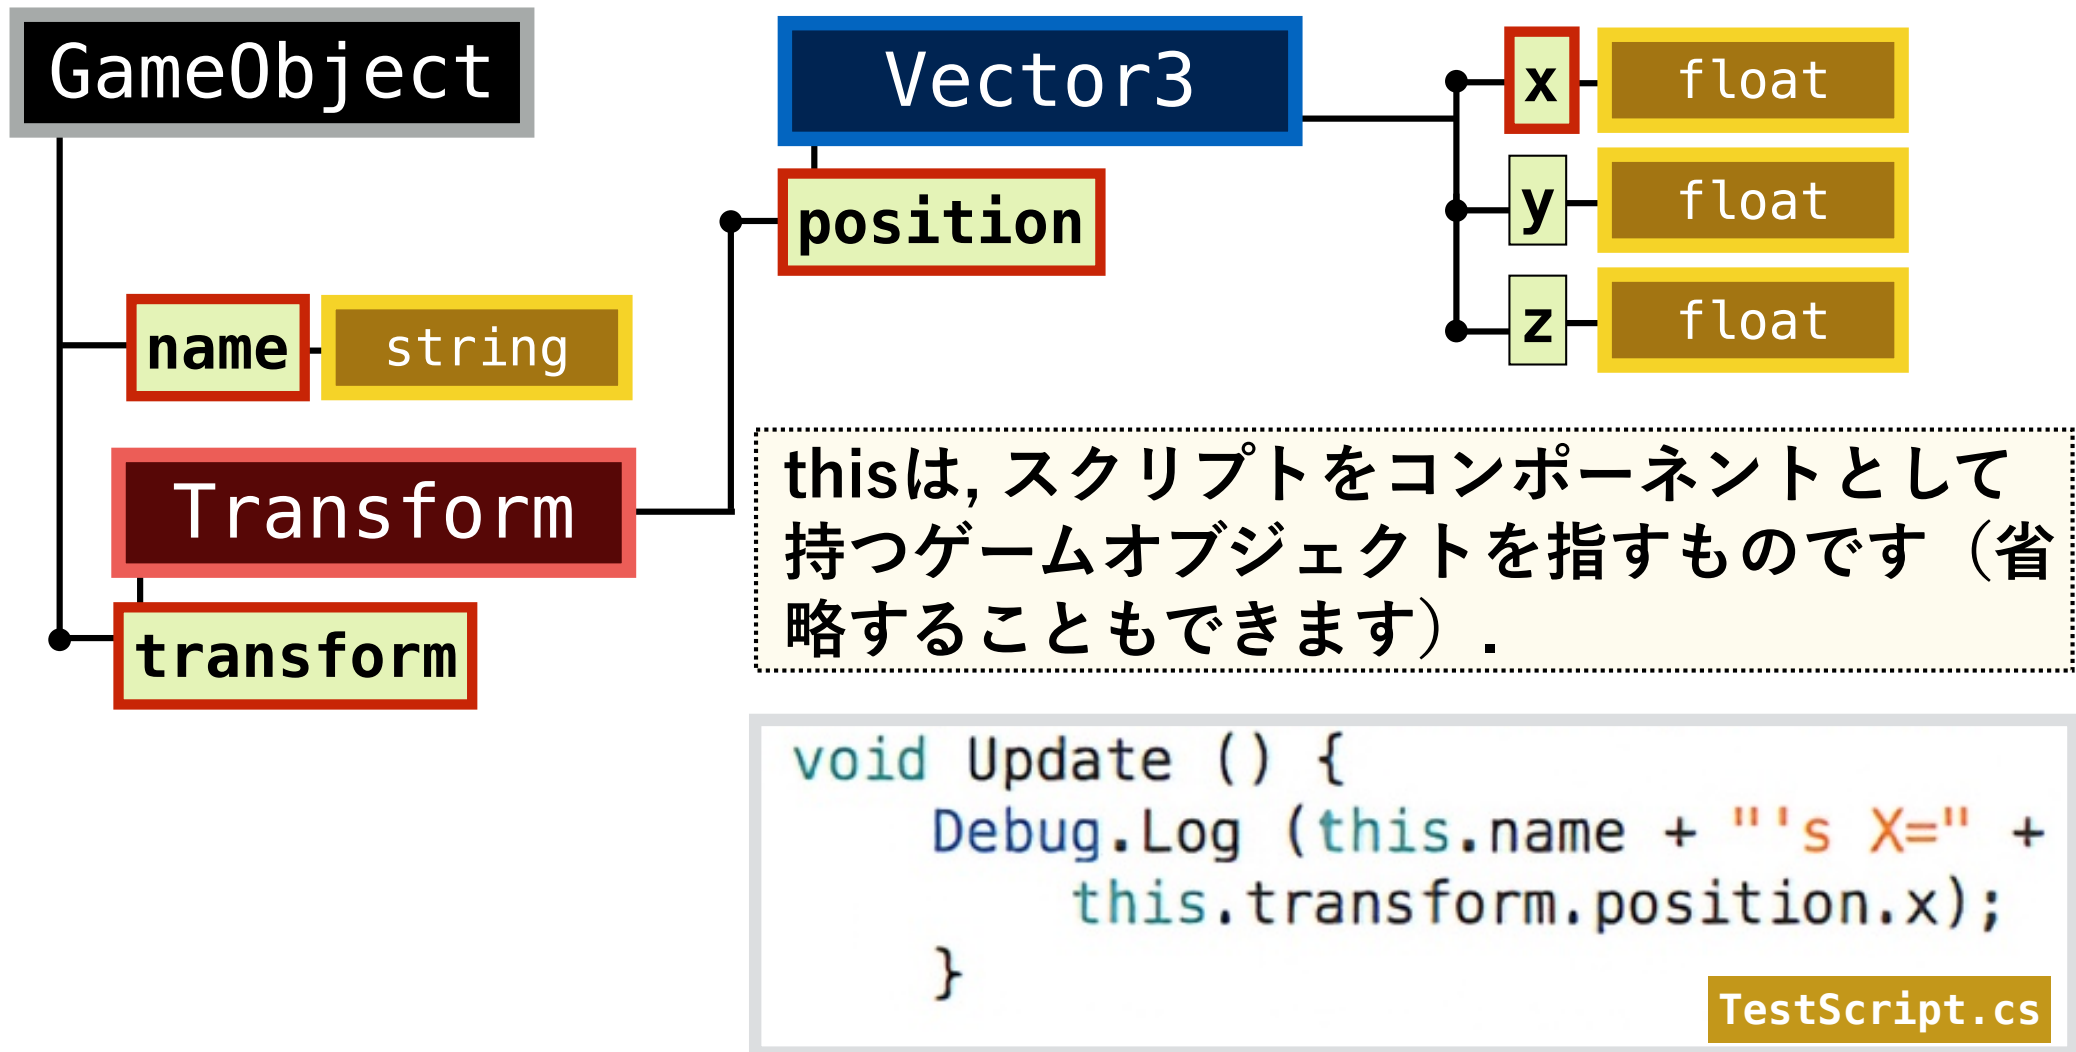 GameObject
name
string
Transform
transform
Vector3
position
x
float
y
float
z
float
thisは, スクリプトをコンポーネントとして
持つゲームオブジェクトを指すものです（省
略することもできます）.
void Update () {
Debug.Log (this.name + "'s X=" +
this.transform.position.x);
}
TestScript.cs